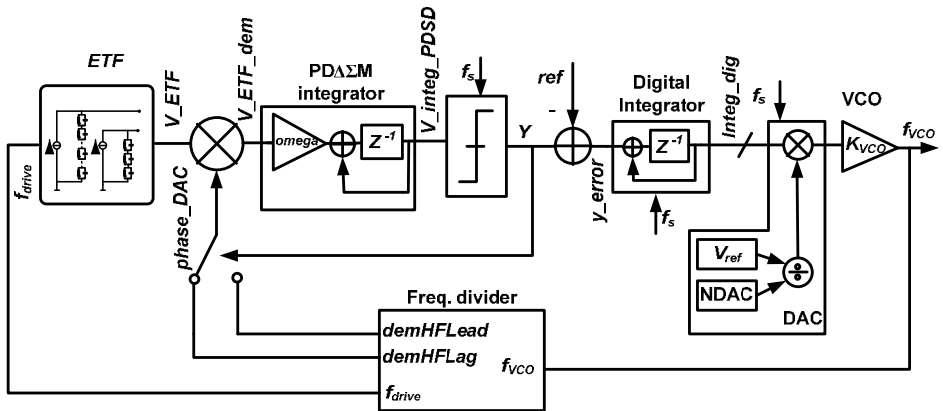 ETF
V_ETF
V_ETF_dem
PDΔΣM
integrator
omega
Z⁻¹
V_integ_PDSD
fs
Y
ref
-
y_error
Digital
Integrator
Z⁻¹
fs
Integ_dig
fs
VCO
KVCO
fVCO
fdrive
phase_DAC
Vref
NDAC
÷
DAC
Freq. divider
demHFLead
demHFLag
fdrive
fVCO